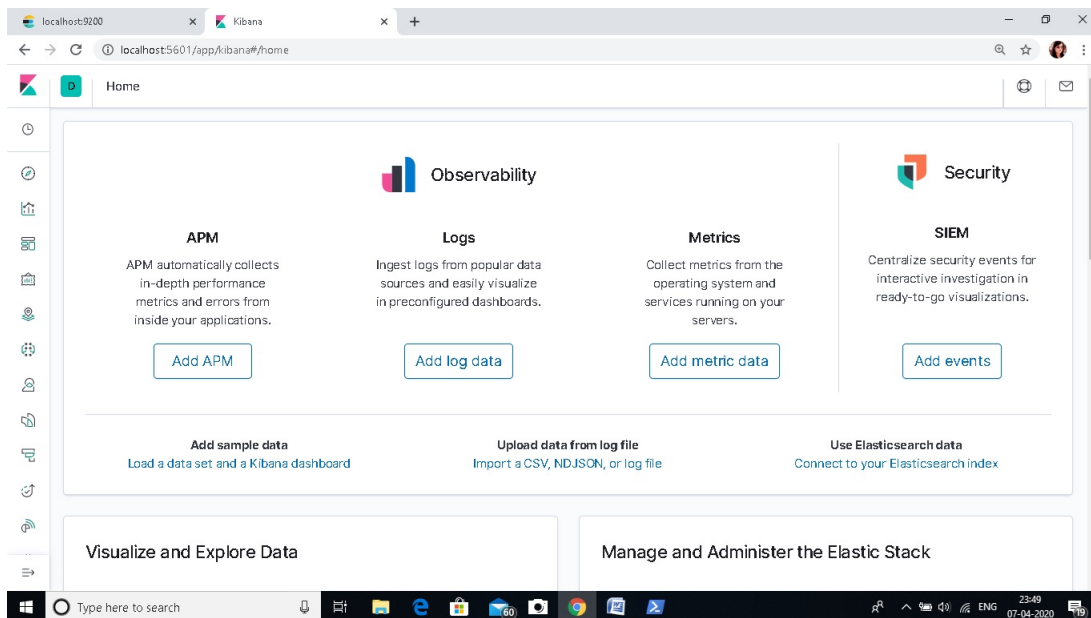 localhost:9200
Kibana
localhost:5601/app/kibana#/home
D
Home
Observability
Security
APM
APM automatically collects
in-depth performance
metrics and errors from
inside your applications.
Add APM
Logs
Ingest logs from popular data
sources and easily visualize
in preconfigured dashboards.
Add log data
Metrics
Collect metrics from the
operating system and
services running on your
servers.
Add metric data
SIEM
Centralize security events for
interactive investigation in
ready-to-go visualizations.
Add events
Add sample data
Load a data set and a Kibana dashboard
Upload data from log file
Import a CSV, NDJSON, or log file
Use Elasticsearch data
Connect to your Elasticsearch index
Visualize and Explore Data
Manage and Administer the Elastic Stack
Type here to search
60
ENG
23:49
07-04-2020
19